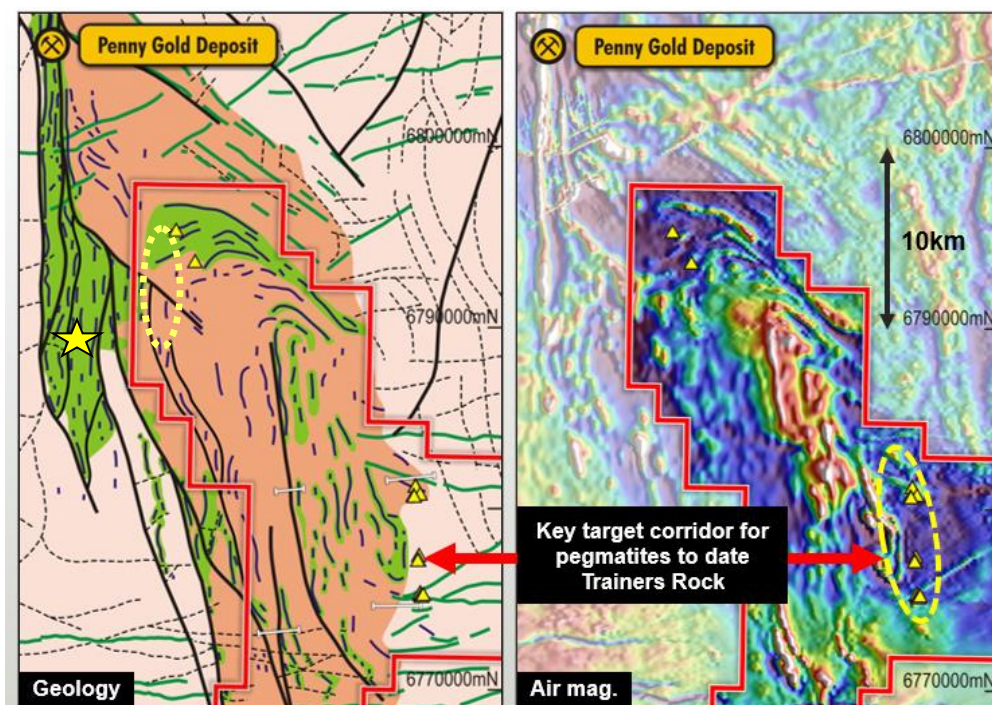 Penny Gold Deposit
6800000mN
6790000mN
6770000mN
Geology
Penny Gold Deposit
6800000mN
10km
6790000mN
Key target corridor for
pegmatites to date
Trainers Rock
6770000mN
Air mag.